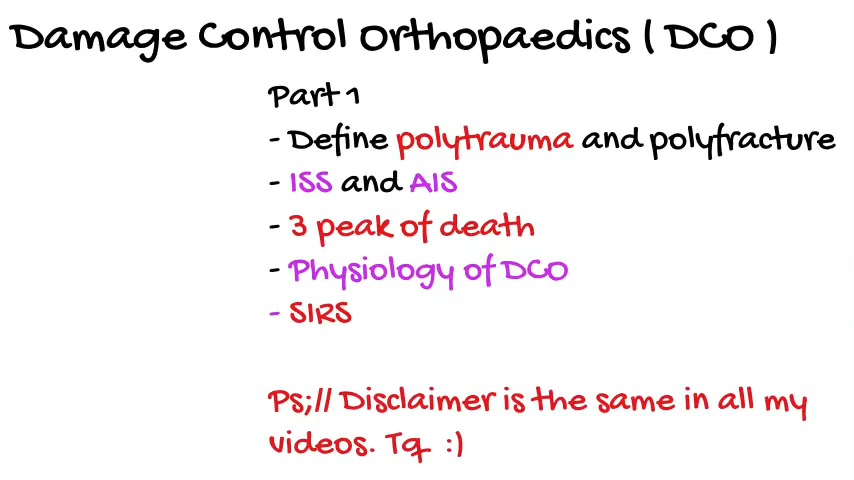 Damage Control Orthopaedics ( DCO )
Part 1
- Define polytrauma and polyfracture
- ISS and AIS
- 3 peak of death
- Physiology of DCO
- SIRS
Ps;// Disclaimer is the same in all my
videos. Tq :)